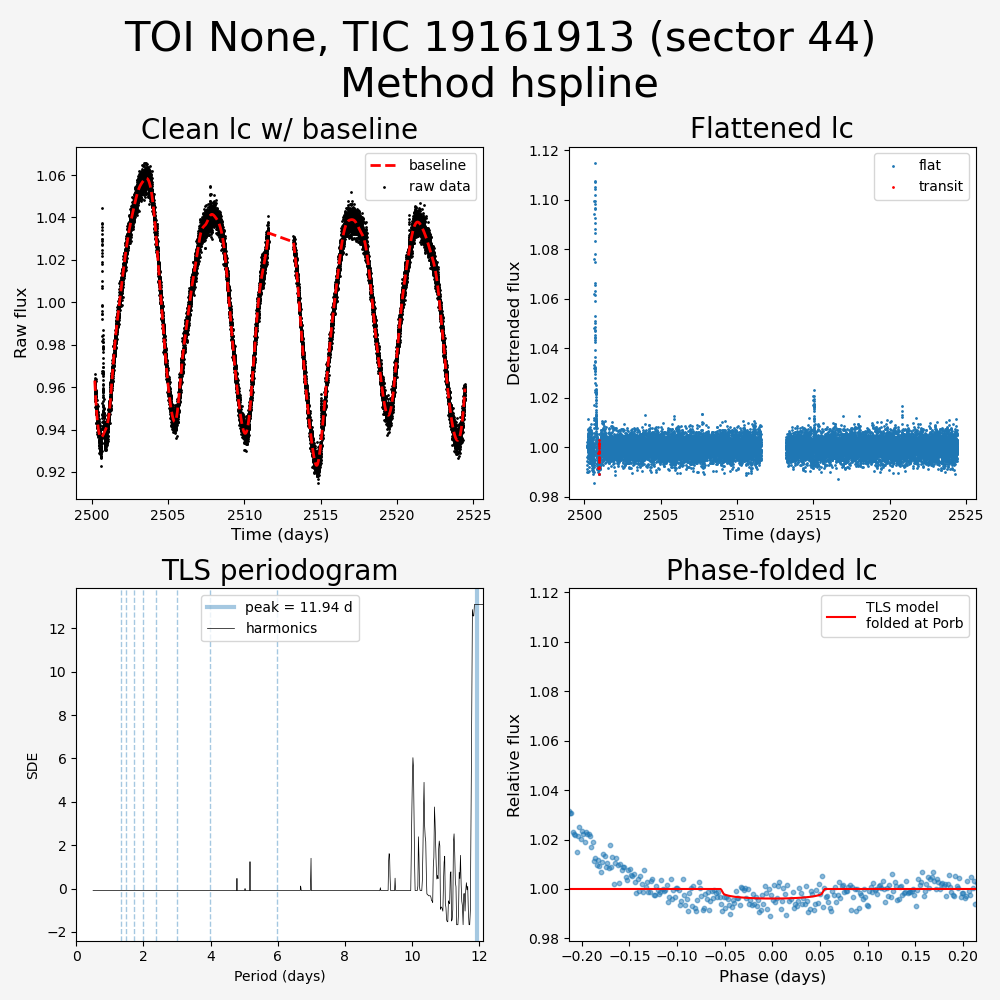 TOI None, TIC 19161913 (sector 44)
Method hspline
Clean lc w/ baseline
baseline
raw data
Raw flux
1.06
1.04
1.02
1.00
0.98
0.96
0.94
0.92
2500
2505
2510
2515
2520
2525
Time (days)
Flattened lc
flat
transit
Detrended flux
1.12
1.10
1.08
1.06
1.04
1.02
1.00
0.98
2500
2505
2510
2515
2520
2525
Time (days)
TLS periodogram
peak = 11.94 d
harmonics
SDE
12
10
8
6
4
2
0
−2
0
2
4
6
8
10
12
Period (days)
Phase-folded lc
TLS model
folded at Porb
Relative flux
1.12
1.10
1.08
1.06
1.04
1.02
1.00
0.98
−0.20
−0.15
−0.10
−0.05
0.00
0.05
0.10
0.15
0.20
Phase (days)